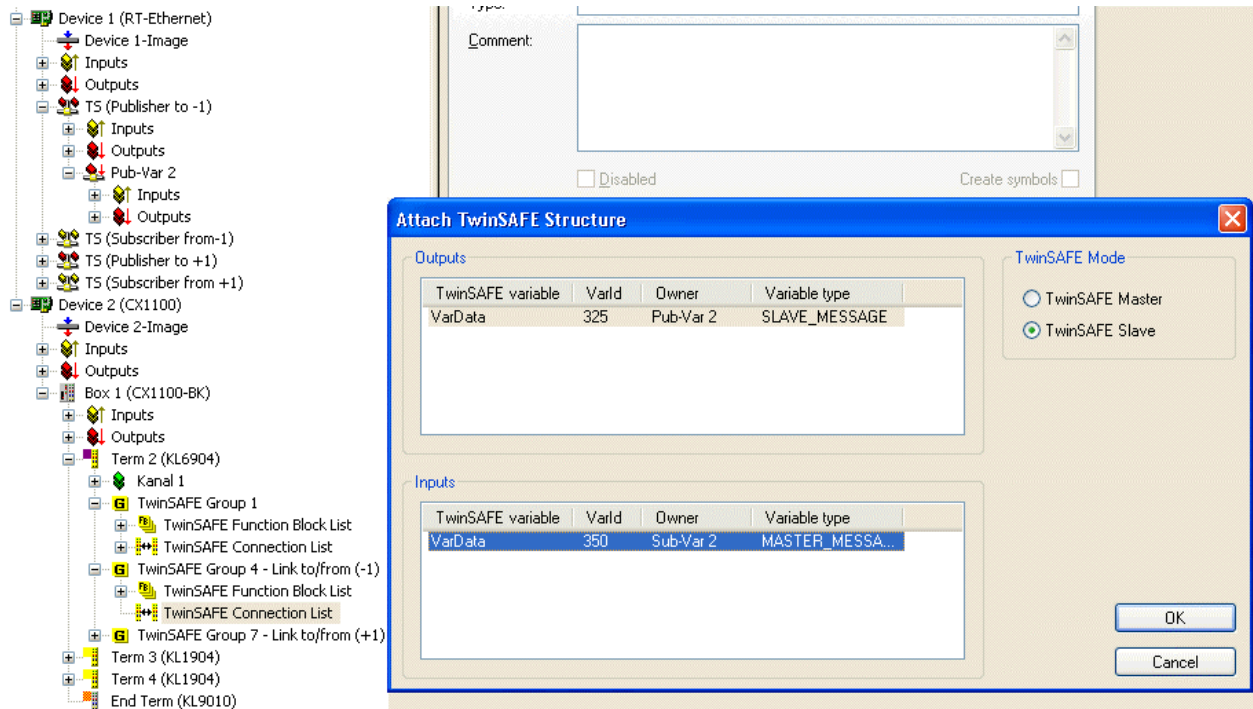 Device 1 (RT-Ethernet)
Device 1-Image
Inputs
Outputs
TS (Publisher to -1)
Inputs
Outputs
Pub-Var 2
Inputs
Outputs
TS (Subscriber from-1)
TS (Publisher to +1)
TS (Subscriber from +1)
Device 2 (CX1100)
Device 2-Image
Inputs
Outputs
Box 1 (CX1100-BK)
Inputs
Outputs
Term 2 (KL6904)
Kanal 1
G TwinSAFE Group 1
FB TwinSAFE Function Block List
TwinSAFE Connection List
G TwinSAFE Group 4 - Link to/from (-1)
FB TwinSAFE Function Block List
TwinSAFE Connection List
G TwinSAFE Group 7 - Link to/from (+1)
Term 3 (KL1904)
Term 4 (KL1904)
End Term (KL9010)
Comment:
Disabled Create symbols
Attach TwinSAFE Structure
Outputs
TwinSAFE variable VarId Owner Variable type
VarData 325 Pub-Var 2 SLAVE_MESSAGE
Inputs
TwinSAFE variable VarId Owner Variable type
VarData 350 Sub-Var 2 MASTER_MESSA...
TwinSAFE Mode
TwinSAFE Master
TwinSAFE Slave
OK
Cancel